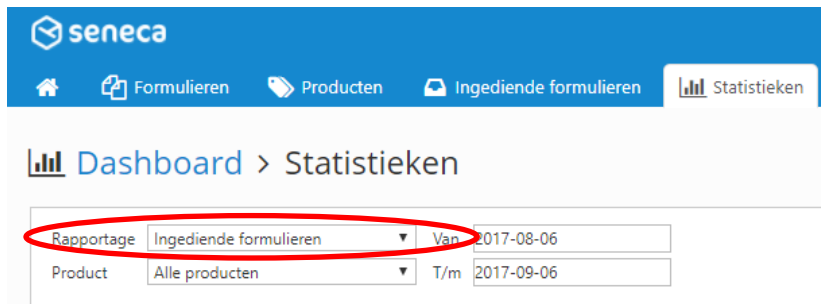 seneca
Formulieren Producten Ingediende formulieren Statistieken
Dashboard > Statistieken
Rapportage Ingediende formulieren Van 2017-08-06
Product Alle producten T/m 2017-09-06